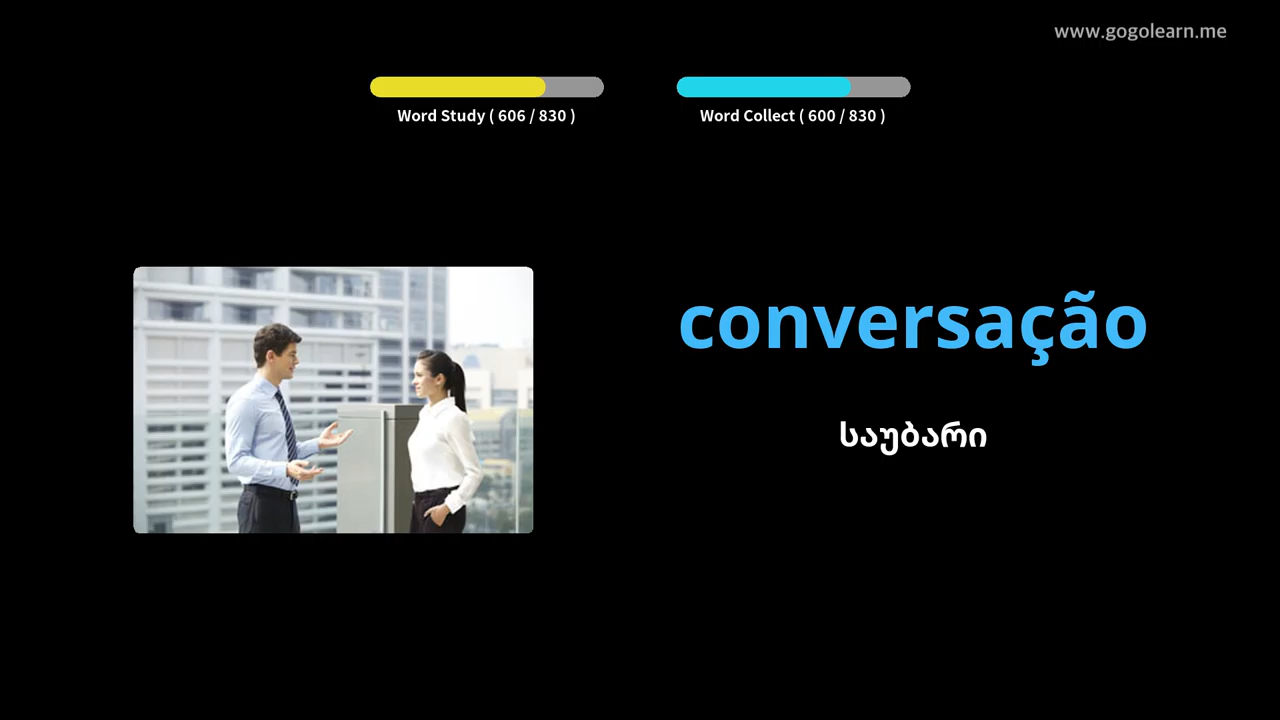 www.gogolearn.me
Word Study ( 606 / 830 )
Word Collect ( 600 / 830 )
conversação
საუბარი